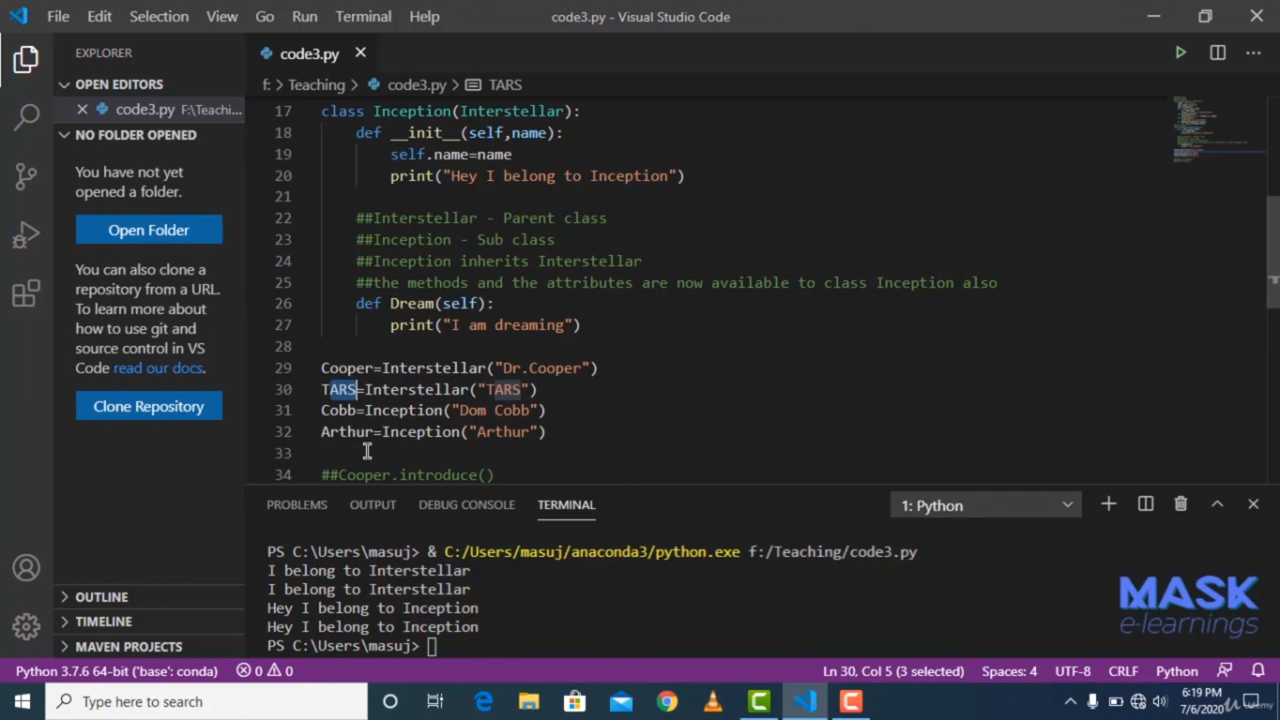 File Edit Selection View Go Run Terminal Help code3.py - Visual Studio Code
EXPLORER
OPEN EDITORS
code3.py F:\Teachi...
NO FOLDER OPENED
You have not yet
opened a folder.
Open Folder
You can also clone a
repository from a URL.
To learn more about
how to use git and
source control in VS
Code read our docs.
Clone Repository
OUTLINE
TIMELINE
MAVEN PROJECTS
code3.py
f: > Teaching > code3.py > TARS
17 class Inception(Interstellar):
18 def __init__(self,name):
19 self.name=name
20 print("Hey I belong to Inception")
21
22 ##Interstellar - Parent class
23 ##Inception - Sub class
24 ##Inception inherits Interstellar
25 ##the methods and the attributes are now available to class Inception also
26 def Dream(self):
27 print("I am dreaming")
28
29 Cooper=Interstellar("Dr.Cooper")
30 TARS=Interstellar("TARS")
31 Cobb=Inception("Dom Cobb")
32 Arthur=Inception("Arthur")
33
34 ##Cooper.introduce()
PROBLEMS OUTPUT DEBUG CONSOLE TERMINAL 1: Python
PS C:\Users\masuj> & C:/Users/masuj/anaconda3/python.exe f:/Teaching/code3.py
I belong to Interstellar
I belong to Interstellar
Hey I belong to Inception
Hey I belong to Inception
PS C:\Users\masuj>
MASK
e-learnings
Python 3.7.6 64-bit ('base': conda) 0 0 Ln 30, Col 5 (3 selected) Spaces: 4 UTF-8 CRLF Python
Type here to search
6:19 PM
7/6/2020
Udemy